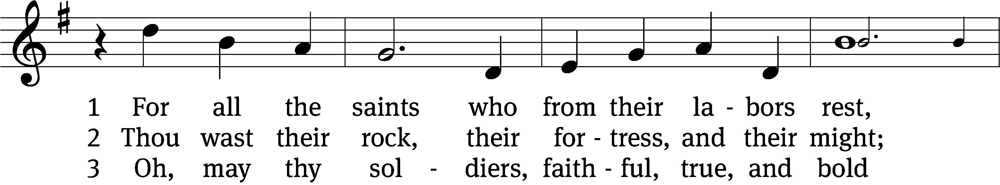 1 For all the saints who from their la - bors rest,
2 Thou wast their rock, their for - tress, and their might;
3 Oh, may thy sol - diers, faith - ful, true, and bold